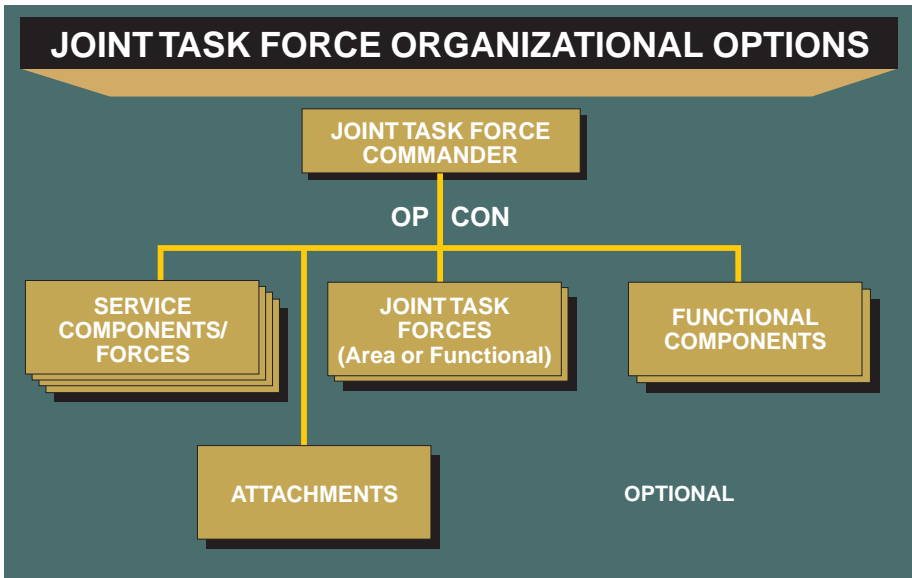 JOINT TASK FORCE ORGANIZATIONAL OPTIONS
JOINT TASK FORCE
COMMANDER
OP CON
SERVICE
COMPONENTS/
FORCES
JOINT TASK
FORCES
(Area or Functional)
FUNCTIONAL
COMPONENTS
ATTACHMENTS
OPTIONAL